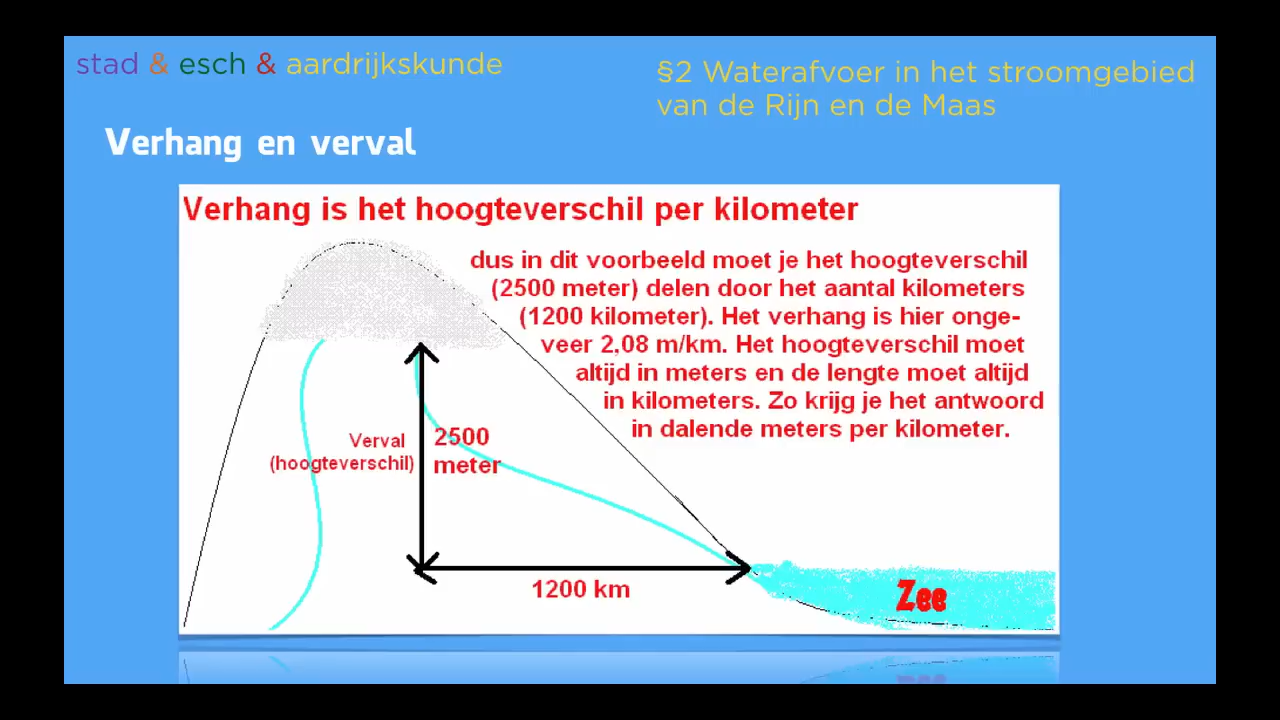 stad & esch & aardrijkskunde
§2 Waterafvoer in het stroomgebied
van de Rijn en de Maas
Verhang en verval
Verhang is het hoogteverschil per kilometer
dus in dit voorbeeld moet je het hoogteverschil
(2500 meter) delen door het aantal kilometers
(1200 kilometer). Het verhang is hier onge-
veer 2,08 m/km. Het hoogteverschil moet
altijd in meters en de lengte moet altijd
in kilometers. Zo krijg je het antwoord
in dalende meters per kilometer.
Verval
(hoogteverschil)
2500
meter
1200 km
Zee